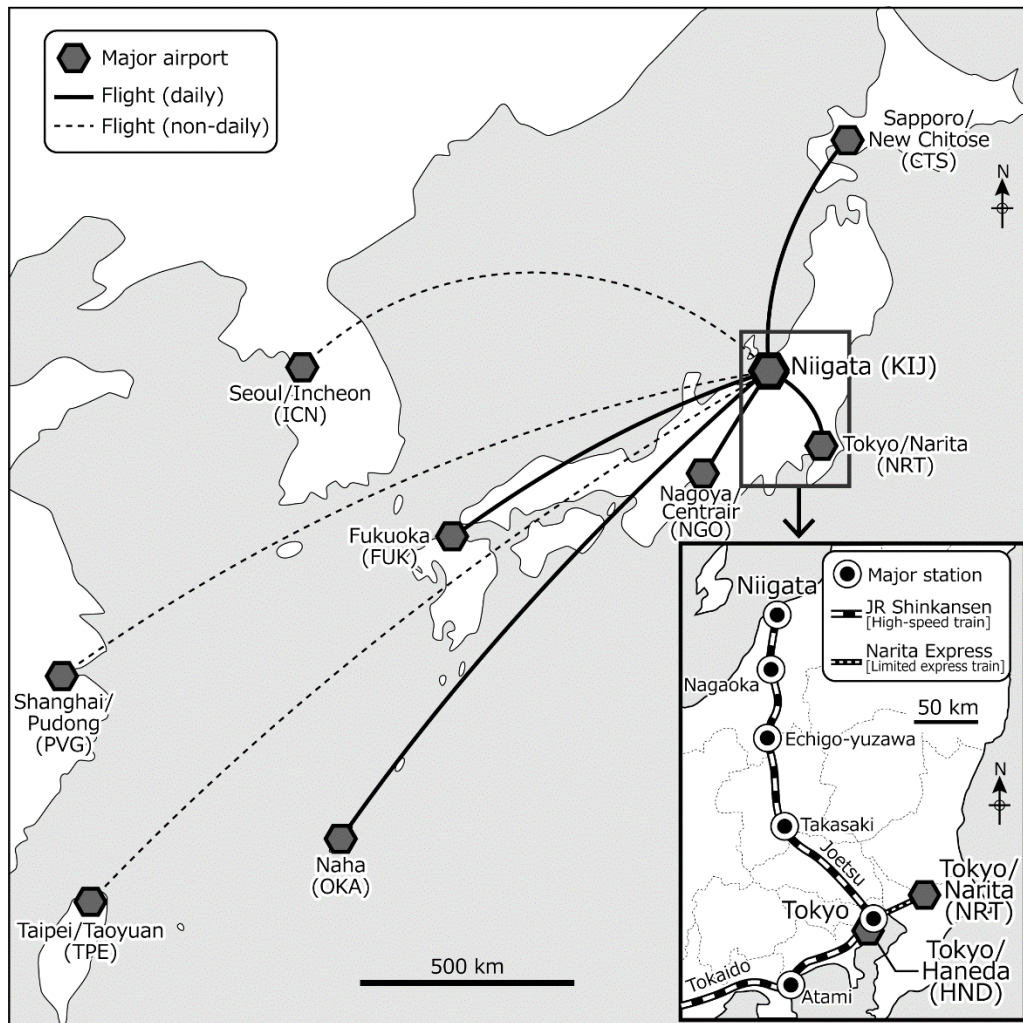 Major airport
Flight (daily)
Flight (non-daily)
Sapporo/
New Chitose
(CTS)
N
Niigata (KIJ)
Seoul/Incheon
(ICN)
Tokyo/Narita
(NRT)
Nagoya/
Centrair
(NGO)
Fukuoka
(FUK)
Shanghai/
Pudong
(PVG)
Naha
(OKA)
Taipei/Taoyuan
(TPE)
500 km
Major station
JR Shinkansen
[High-speed train]
Narita Express
[Limited express train]
50 km
N
Niigata
Nagaoka
Echigo-yuzawa
Takasaki
Joetsu
Tokyo
Tokyo/
Narita
(NRT)
Tokyo/
Haneda
(HND)
Tokaido
Atami